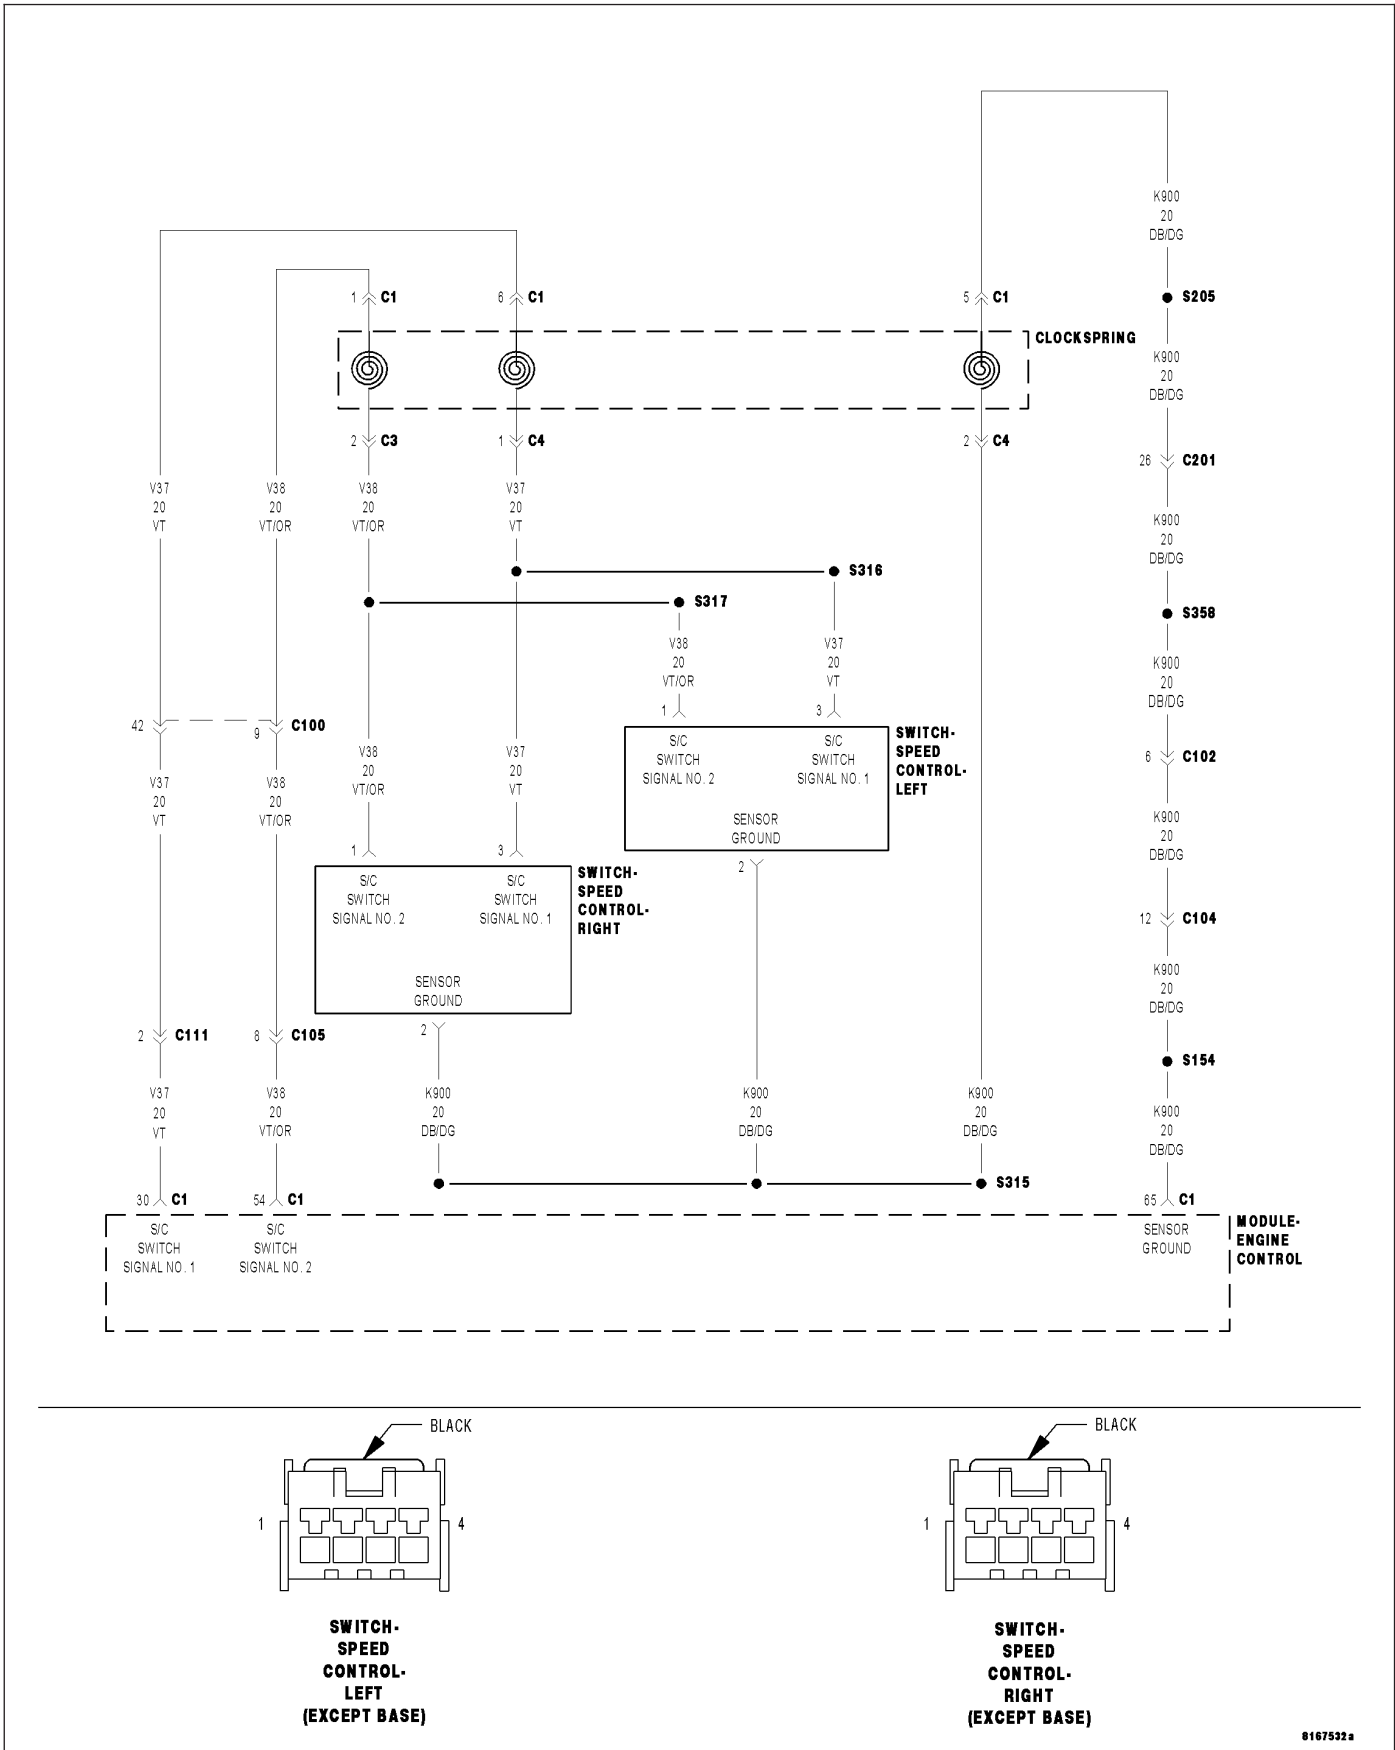 K900
20
DB/DG
1 C1
6 C1
5 C1
S205
CLOCKSPRING
K900
20
DB/DG
2 C3
1 C4
2 C4
26 C201
V37
20
VT
V38
20
VT/OR
V38
20
VT/OR
V37
20
VT
K900
20
DB/DG
S316
S317
S358
V38
20
VT/OR
V37
20
VT
K900
20
DB/DG
42
9 C100
1
3
SWITCH-
SPEED
CONTROL-
LEFT
S/C
SWITCH
SIGNAL NO. 2
S/C
SWITCH
SIGNAL NO. 1
SENSOR
GROUND
6 C102
V37
20
VT
V38
20
VT/OR
V38
20
VT/OR
V37
20
VT
K900
20
DB/DG
1
3
2
SWITCH-
SPEED
CONTROL-
RIGHT
S/C
SWITCH
SIGNAL NO. 2
S/C
SWITCH
SIGNAL NO. 1
SENSOR
GROUND
12 C104
K900
20
DB/DG
2 C111
8 C105
2
S154
V37
20
VT
V38
20
VT/OR
K900
20
DB/DG
K900
20
DB/DG
K900
20
DB/DG
K900
20
DB/DG
S315
30 C1
54 C1
65 C1
S/C
SWITCH
SIGNAL NO. 1
S/C
SWITCH
SIGNAL NO. 2
SENSOR
GROUND
MODULE-
ENGINE
CONTROL
BLACK
1
4
SWITCH-
SPEED
CONTROL-
LEFT
(EXCEPT BASE)
BLACK
1
4
SWITCH-
SPEED
CONTROL-
RIGHT
(EXCEPT BASE)
8167532a